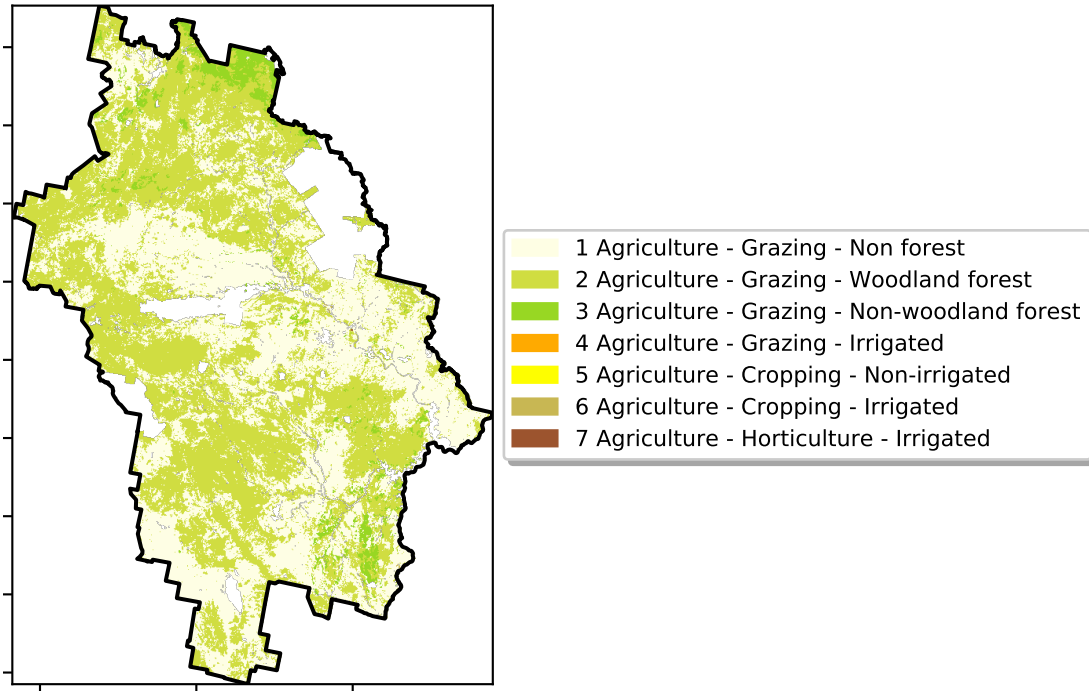 1 Agriculture - Grazing - Non forest
2 Agriculture - Grazing - Woodland forest
3 Agriculture - Grazing - Non-woodland forest
4 Agriculture - Grazing - Irrigated
5 Agriculture - Cropping - Non-irrigated
6 Agriculture - Cropping - Irrigated
7 Agriculture - Horticulture - Irrigated